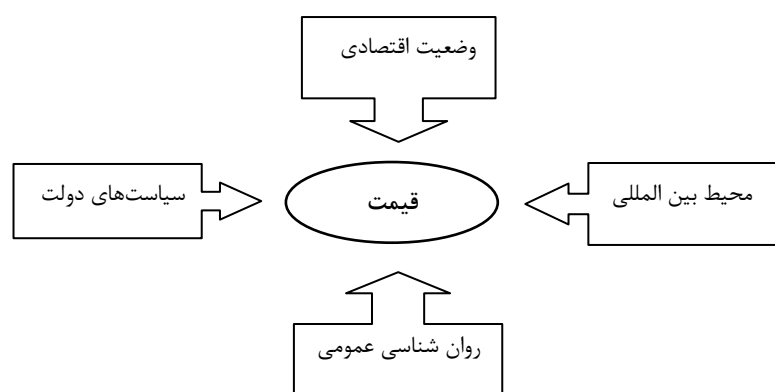 وضعیت اقتصادی
محیط بین المللی
قیمت
سیاست‌های دولت
روان شناسی عمومی